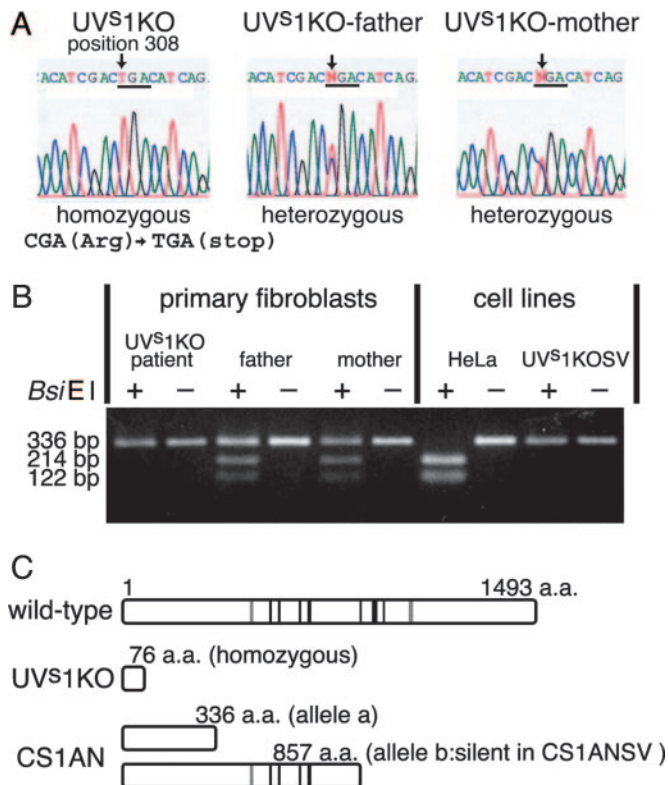 A
UVS1KO
UVS1KO-father
UVS1KO-mother
position 308
ACATCGACTGACATCAG
ACATCGACNGACATCAG
ACATCGACNGACATCAG
homozygous
heterozygous
heterozygous
CGA(Arg)→TGA(stop)
B
primary fibroblasts
cell lines
UVS1KO patient
father
mother
HeLa
UVS1KOSV
BsiEI
+ − + − + − + − + −
336 bp
214 bp
122 bp
C
1
1493 a.a.
wild-type
76 a.a. (homozygous)
UVS1KO
336 a.a. (allele a)
CS1AN
857 a.a. (allele b:silent in CS1ANSV )